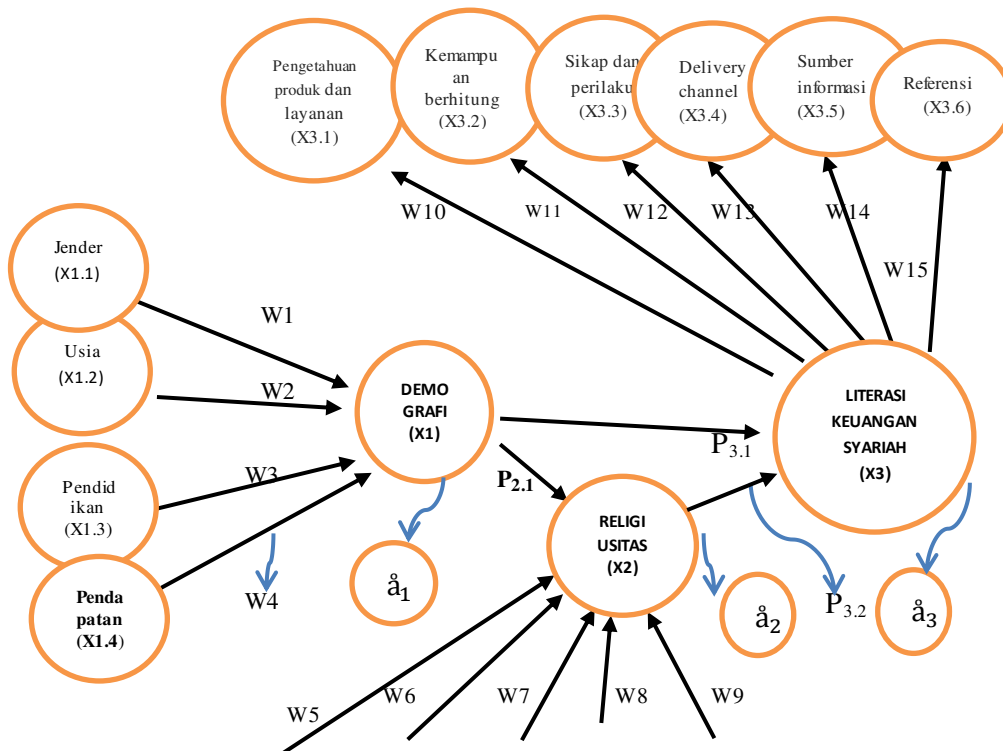 Pengetahuan
produk dan
layanan
(X3.1)
Kemampu
an
berhitung
(X3.2)
Sikap dan
perilaku
(X3.3)
Delivery
channel
(X3.4)
Sumber
informasi
(X3.5)
Referensi
(X3.6)
W10
W11
W12
W13
W14
W15
Jender
(X1.1)
Usia
(X1.2)
Pendid
ikan
(X1.3)
Penda
patan
(X1.4)
W1
W2
W3
W4
DEMO
GRAFI
(X1)
P3.1
P2.1
LITERASI
KEUANGAN
SYARIAH
(X3)
RELIGI
USITAS
(X2)
å1
å2
P3.2
å3
W5
W6
W7
W8
W9